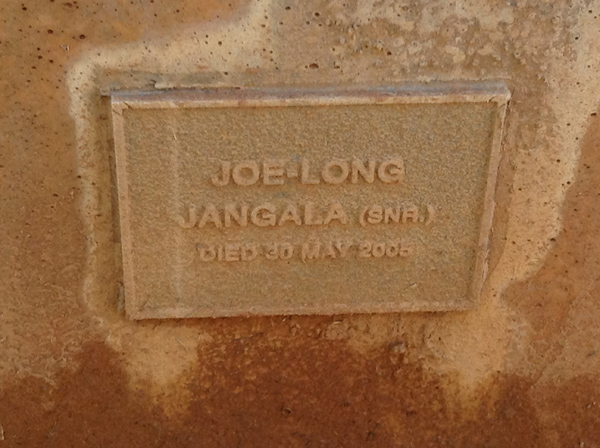 JOE-LONG
JANGALA (SNR.)
DIED 30 MAY 2005